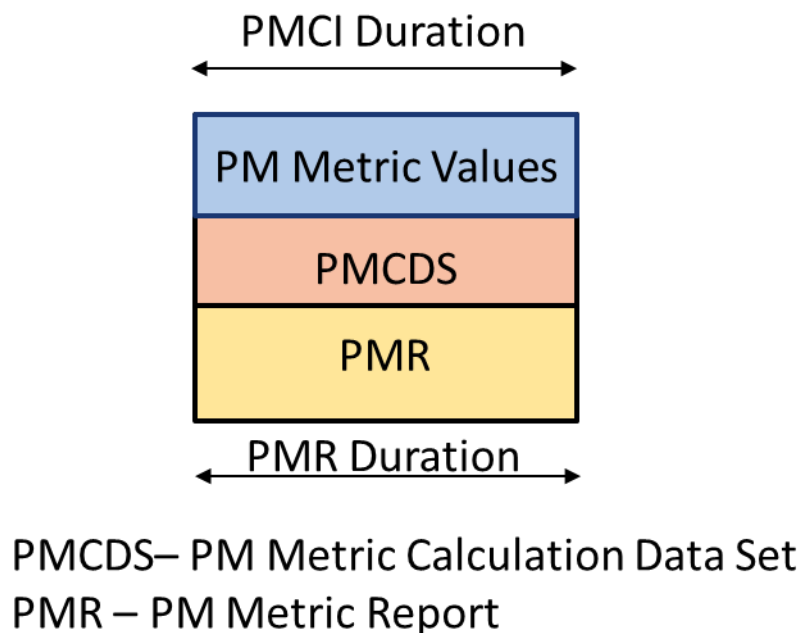 PMCI Duration
PM Metric Values
PMCDS
PMR
PMR Duration
PMCDS– PM Metric Calculation Data Set
PMR – PM Metric Report